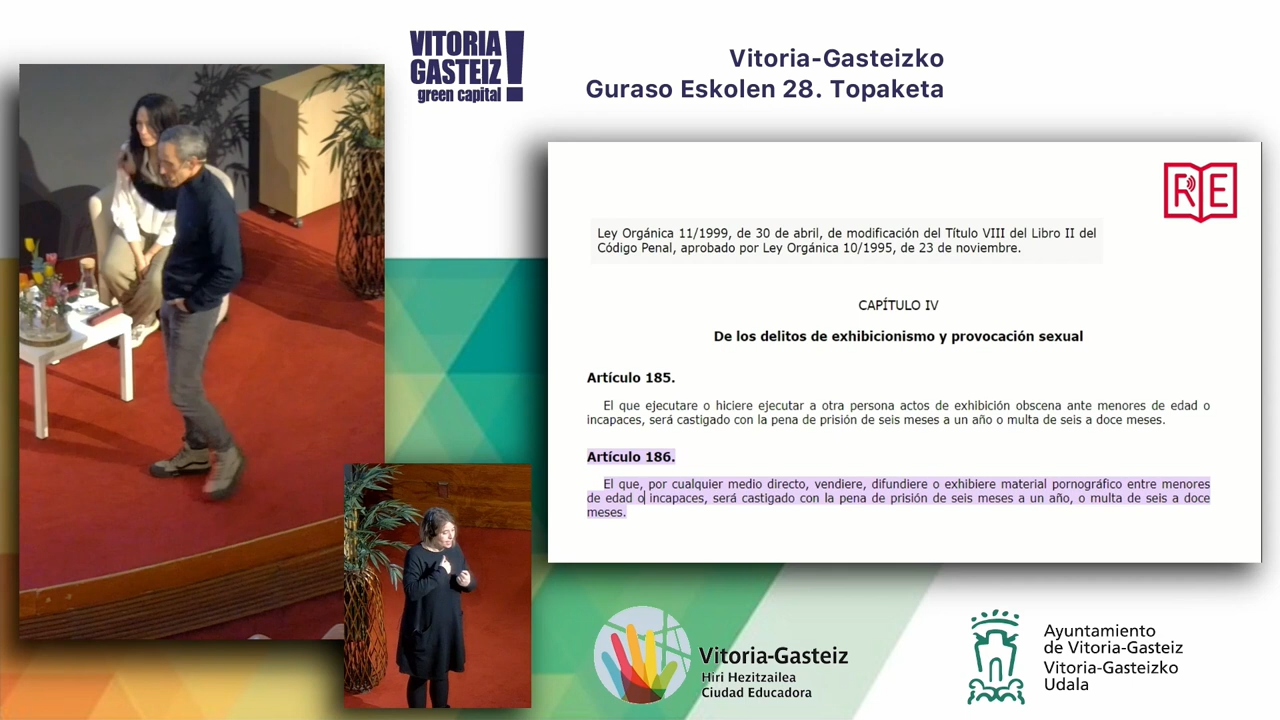 VITORIA
GASTEIZ
green capital
Vitoria-Gasteizko
Guraso Eskolen 28. Topaketa
RE
Ley Orgánica 11/1999, de 30 de abril, de modificación del Título VIII del Libro II del
Código Penal, aprobado por Ley Orgánica 10/1995, de 23 de noviembre.
CAPÍTULO IV
De los delitos de exhibicionismo y provocación sexual
Artículo 185.
El que ejecutare o hiciere ejecutar a otra persona actos de exhibición obscena ante menores de edad o
incapaces, será castigado con la pena de prisión de seis meses a un año o multa de seis a doce meses.
Artículo 186.
El que, por cualquier medio directo, vendiere, difundiere o exhibiere material pornográfico entre menores
de edad o incapaces, será castigado con la pena de prisión de seis meses a un año, o multa de seis a doce
meses.
Vitoria-Gasteiz
Hiri Hezitzailea
Ciudad Educadora
Ayuntamiento
de Vitoria-Gasteiz
Vitoria-Gasteizko
Udala